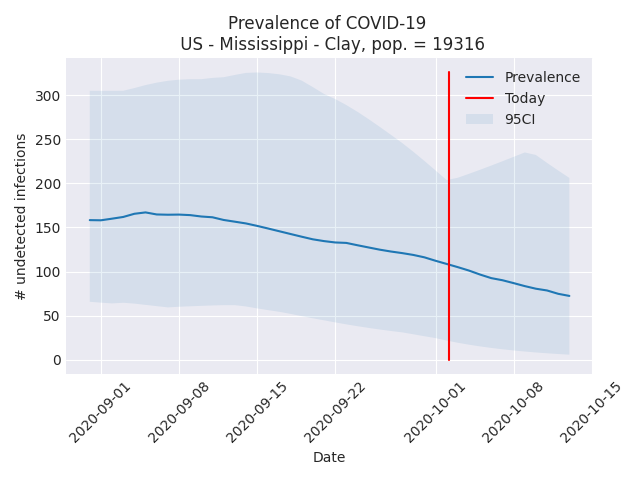 Prevalence of COVID-19
US - Mississippi - Clay, pop. = 19316
Prevalence
Today
95CI
300
250
200
150
100
50
0
# undetected infections
2020-09-01
2020-09-08
2020-09-15
2020-09-22
2020-10-01
2020-10-08
2020-10-15
Date